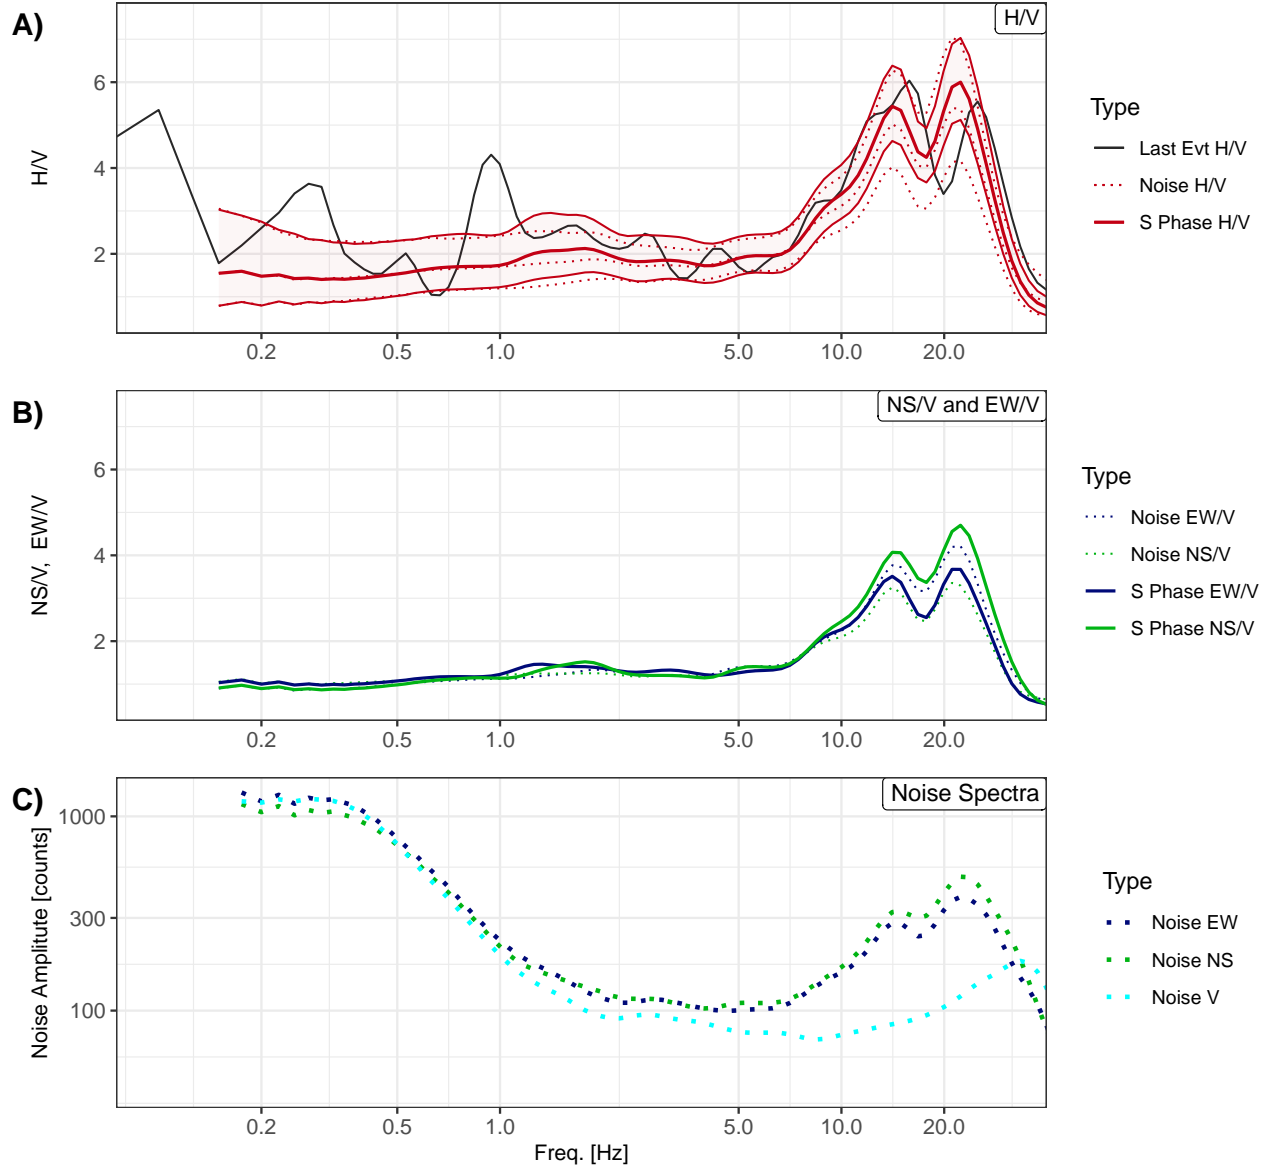 A)
H/V
H/V
6
4
2
0.2 0.5 1.0 5.0 10.0 20.0
Type
Last Evt H/V
Noise H/V
S Phase H/V
B)
NS/V and EW/V
NS/V, EW/V
6
4
2
0.2 0.5 1.0 5.0 10.0 20.0
Type
Noise EW/V
Noise NS/V
S Phase EW/V
S Phase NS/V
C)
Noise Spectra
Noise Amplitute [counts]
1000
300
100
0.2 0.5 1.0 5.0 10.0 20.0
Freq. [Hz]
Type
Noise EW
Noise NS
Noise V